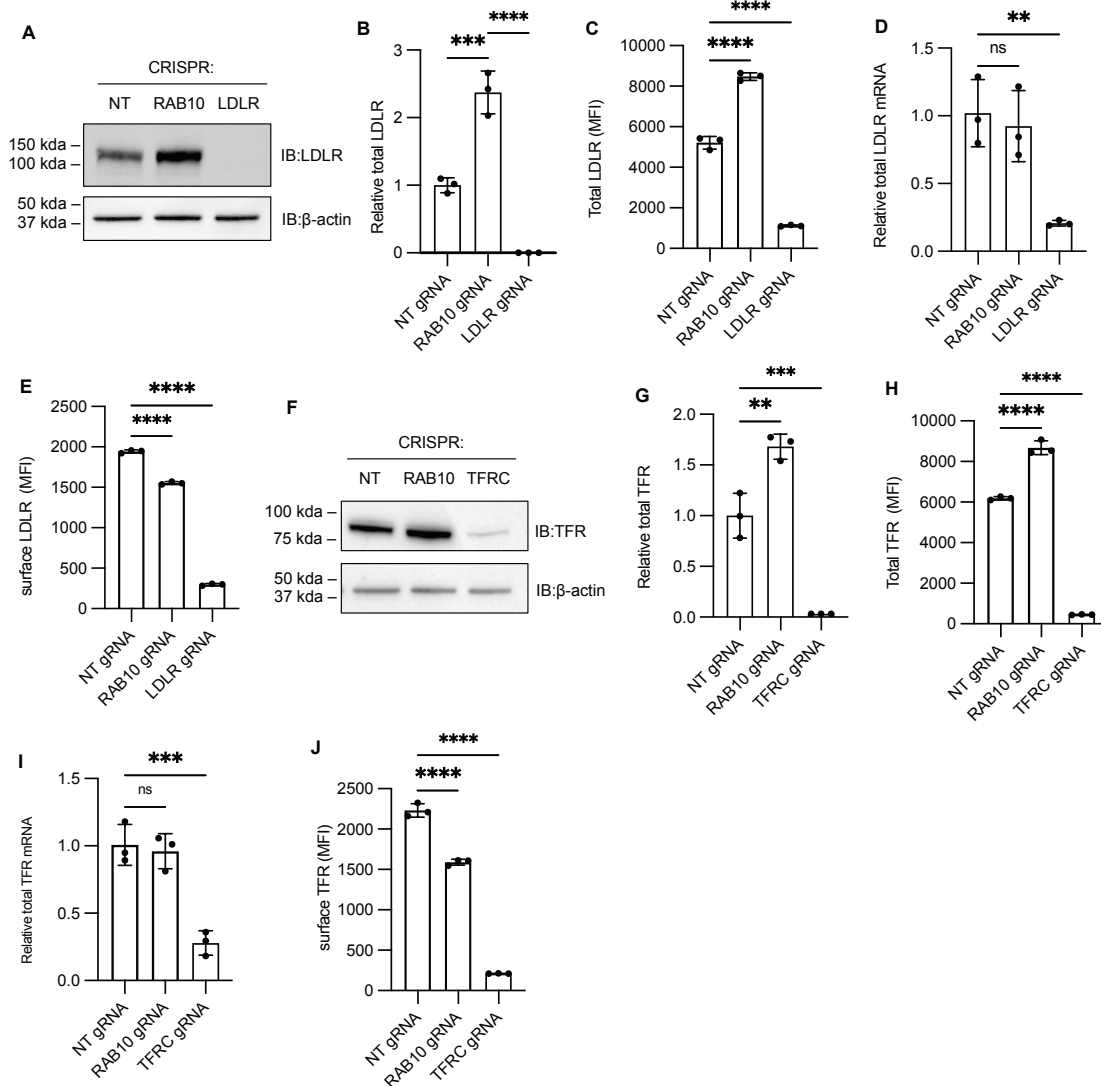 A
CRISPR:
NT RAB10 LDLR
150 kda –
100 kda –
IB:LDLR
50 kda –
37 kda –
IB:β-actin
B
Relative total LDLR
3
2
1
0
***
****
NT gRNA
RAB10 gRNA
LDLR gRNA
C
Total LDLR (MFI)
10000
8000
6000
4000
2000
0
****
****
NT gRNA
RAB10 gRNA
LDLR gRNA
D
Relative total LDLR mRNA
1.5
1.0
0.5
0.0
**
ns
NT gRNA
RAB10 gRNA
LDLR gRNA
E
surface LDLR (MFI)
2500
2000
1500
1000
500
0
****
****
NT gRNA
RAB10 gRNA
LDLR gRNA
F
CRISPR:
NT RAB10 TFRC
100 kda –
75 kda –
IB:TFR
50 kda –
37 kda –
IB:β-actin
G
Relative total TFR
2.0
1.5
1.0
0.5
0.0
***
**
NT gRNA
RAB10 gRNA
TFRC gRNA
H
Total TFR (MFI)
10000
8000
6000
4000
2000
0
****
****
NT gRNA
RAB10 gRNA
TFRC gRNA
I
Relative total TFR mRNA
1.5
1.0
0.5
0.0
***
ns
NT gRNA
RAB10 gRNA
TFRC gRNA
J
surface TFR (MFI)
2500
2000
1500
1000
500
0
****
****
NT gRNA
RAB10 gRNA
TFRC gRNA